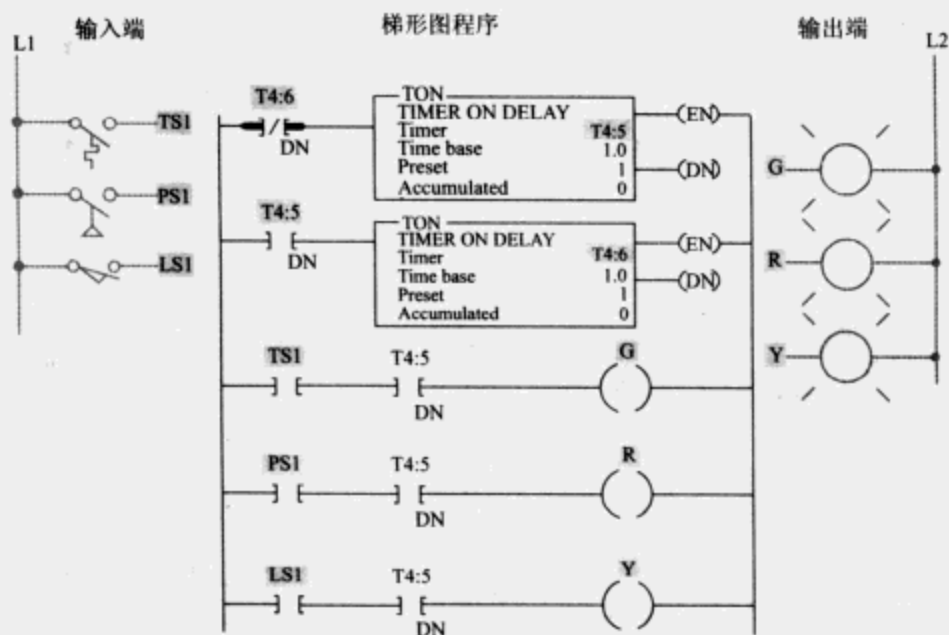 输入端
梯形图程序
输出端
L1
L2
TS1
PS1
LS1
T4:6
DN
TON
TIMER ON DELAY
Timer T4:5
Time base 1.0
Preset 1
Accumulated 0
(EN)
(DN)
T4:5
DN
TON
TIMER ON DELAY
Timer T4:6
Time base 1.0
Preset 1
Accumulated 0
(EN)
(DN)
TS1 T4:5 G
DN
PS1 T4:5 R
DN
LS1 T4:5 Y
DN
G
R
Y